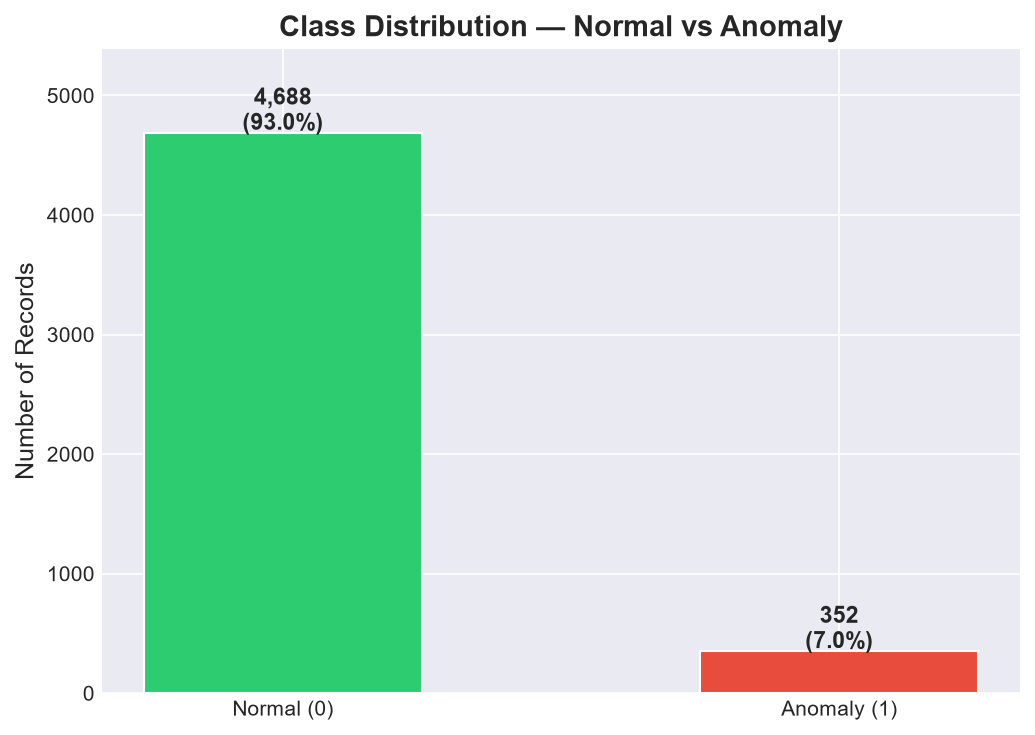 Class Distribution — Normal vs Anomaly
Number of Records
5000
4000
3000
2000
1000
0
4,688
(93.0%)
352
(7.0%)
Normal (0)
Anomaly (1)